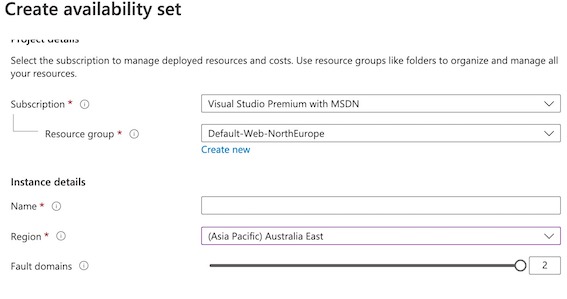 Create availability set
Project details
Select the subscription to manage deployed resources and costs. Use resource groups like folders to organize and manage all
your resources.
Subscription *
Visual Studio Premium with MSDN
Resource group *
Default-Web-NorthEurope
Create new
Instance details
Name *
Region *
(Asia Pacific) Australia East
Fault domains
2